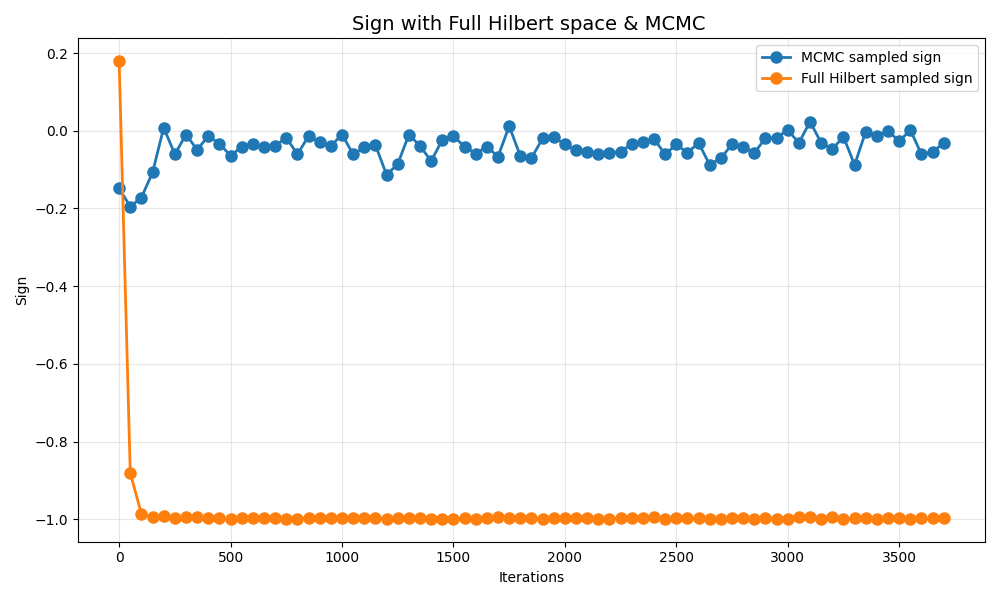 Sign with Full Hilbert space & MCMC
MCMC sampled sign
Full Hilbert sampled sign
0.2
0.0
−0.2
−0.4
−0.6
−0.8
−1.0
Sign
0 500 1000 1500 2000 2500 3000 3500
Iterations